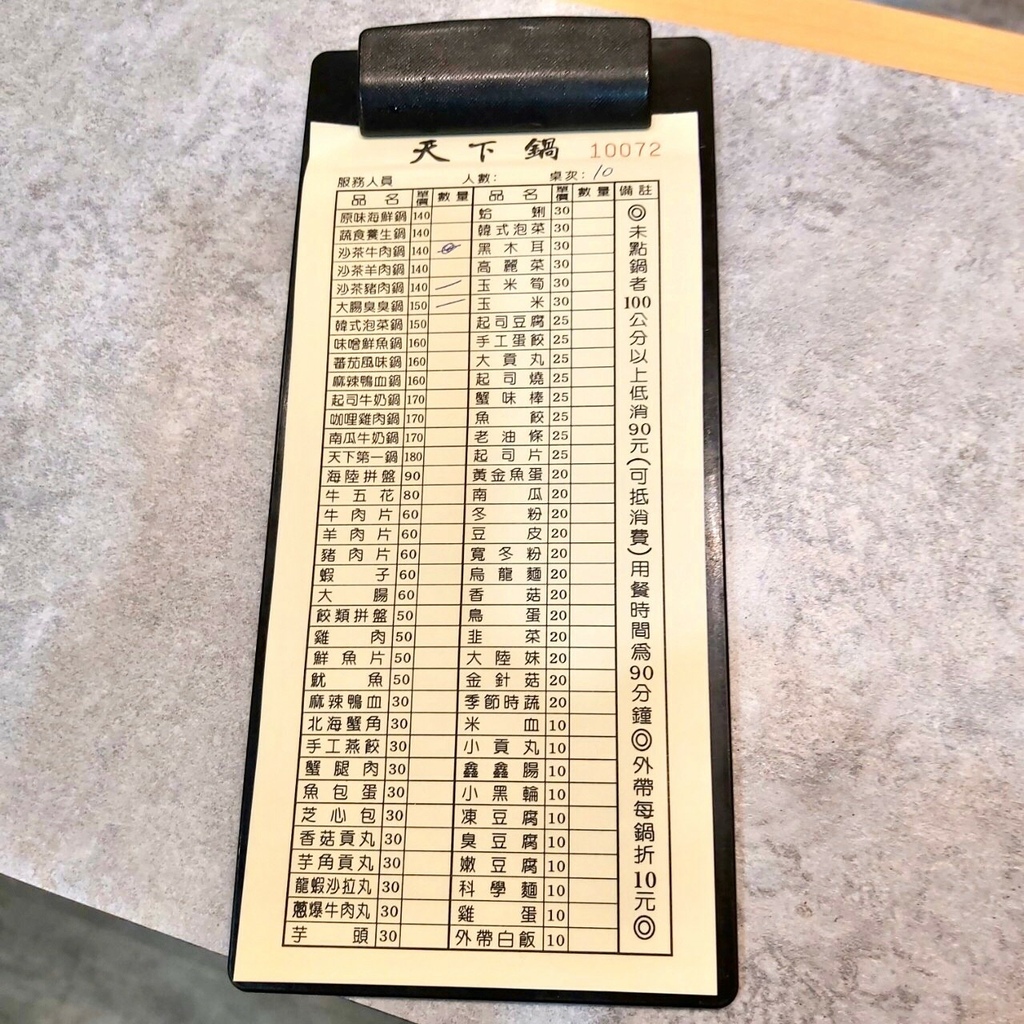 天下鍋 10072
服務人員 人數: 桌次: 10
品名 單價 數量 品名 單價 數量 備註
原味海鮮鍋 140 蛤蜊 30
蔬食養生鍋 140 韓式泡菜 30
沙茶牛肉鍋 140 黑木耳 30
沙茶羊肉鍋 140 高麗菜 30
沙茶豬肉鍋 140 一 玉米筍 30
大腸臭臭鍋 150 一 玉米 30
韓式泡菜鍋 150 起司豆腐 25
味噌鮮魚鍋 160 手工蛋餃 25
蕃茄風味鍋 160 大貢丸 25
麻辣鴨血鍋 160 起司燒 25
起司牛奶鍋 170 蟹味棒 25
咖哩雞肉鍋 170 魚餃 25
南瓜牛奶鍋 170 老油條 25
天下第一鍋 180 起司片 25
海陸拼盤 90 黃金魚蛋 20
牛五花 80 南瓜 20
牛肉片 60 冬粉 20
羊肉片 60 豆皮 20
豬肉片 60 寬冬粉 20
蝦子 60 烏龍麵 20
大腸 60 香菇 20
餃類拼盤 50 鳥蛋 20
雞肉 50 韭菜 20
鮮魚片 50 大陸妹 20
魷魚 50 金針菇 20
麻辣鴨血 30 季節時蔬 20
北海蟹角 30 米血 10
手工燕餃 30 小貢丸 10
蟹腿肉 30 鑫鑫腸 10
魚包蛋 30 小黑輪 10
芝心包 30 凍豆腐 10
香菇貢丸 30 臭豆腐 10
芋角貢丸 30 嫩豆腐 10
龍蝦沙拉丸 30 科學麵 10
蔥爆牛肉丸 30 雞蛋 10
芋頭 30 外帶白飯 10
◎未點鍋者100公分以上低消90元(可抵消費)用餐時間為90分鐘◎外帶每鍋折10元◎